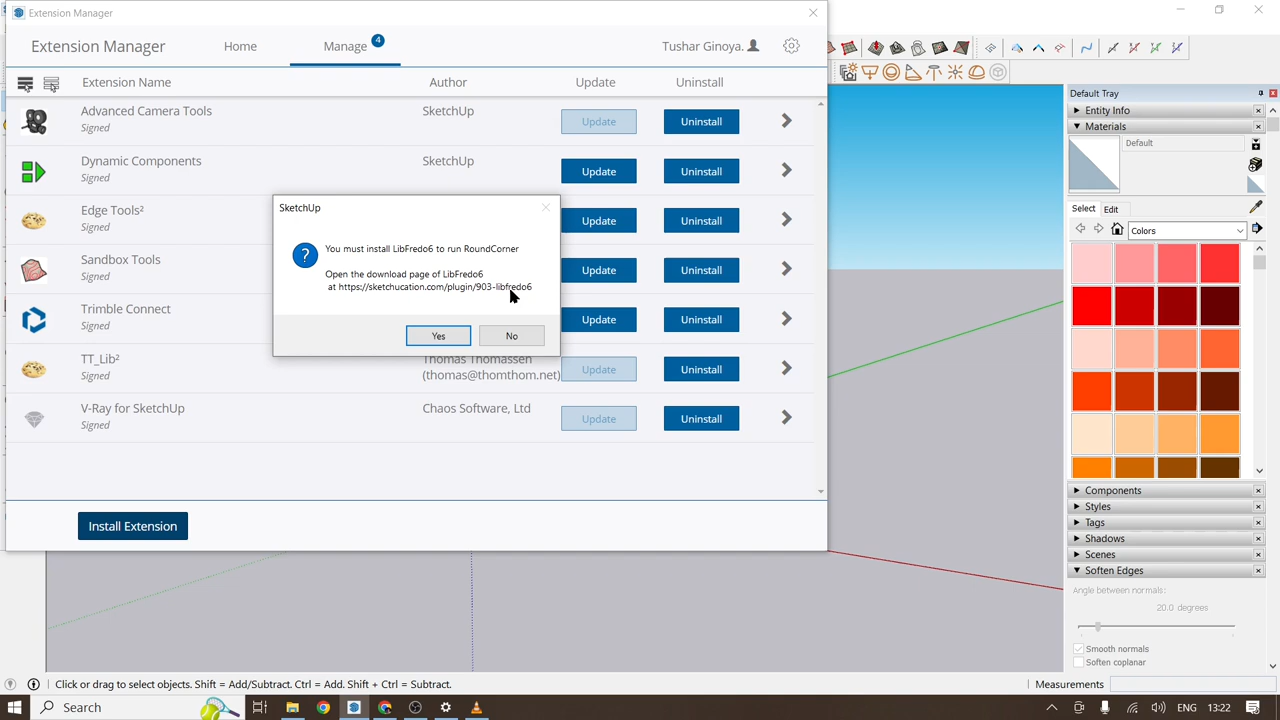 Extension Manager
Extension Manager
Home
Manage
4
Tushar Ginoya.
Extension Name
Author
Update
Uninstall
Advanced Camera Tools
Signed
SketchUp
Update
Uninstall
Dynamic Components
Signed
SketchUp
Update
Uninstall
Edge Tools²
Signed
Update
Uninstall
Sandbox Tools
Signed
Update
Uninstall
Trimble Connect
Signed
Update
Uninstall
TT_Lib²
Signed
Thomas Thomassen
(thomas@thomthom.net)
Update
Uninstall
V-Ray for SketchUp
Signed
Chaos Software, Ltd
Update
Uninstall
Install Extension
SketchUp
You must install LibFredo6 to run RoundCorner
Open the download page of LibFredo6
at https://sketchucation.com/plugin/903-libfredo6
Yes
No
Default Tray
Entity Info
Materials
Default
Select
Edit
Colors
Components
Styles
Tags
Shadows
Scenes
Soften Edges
Angle between normals:
20.0 degrees
Smooth normals
Soften coplanar
Click or drag to select objects. Shift = Add/Subtract. Ctrl = Add. Shift + Ctrl = Subtract.
Measurements
Search
ENG
13:22